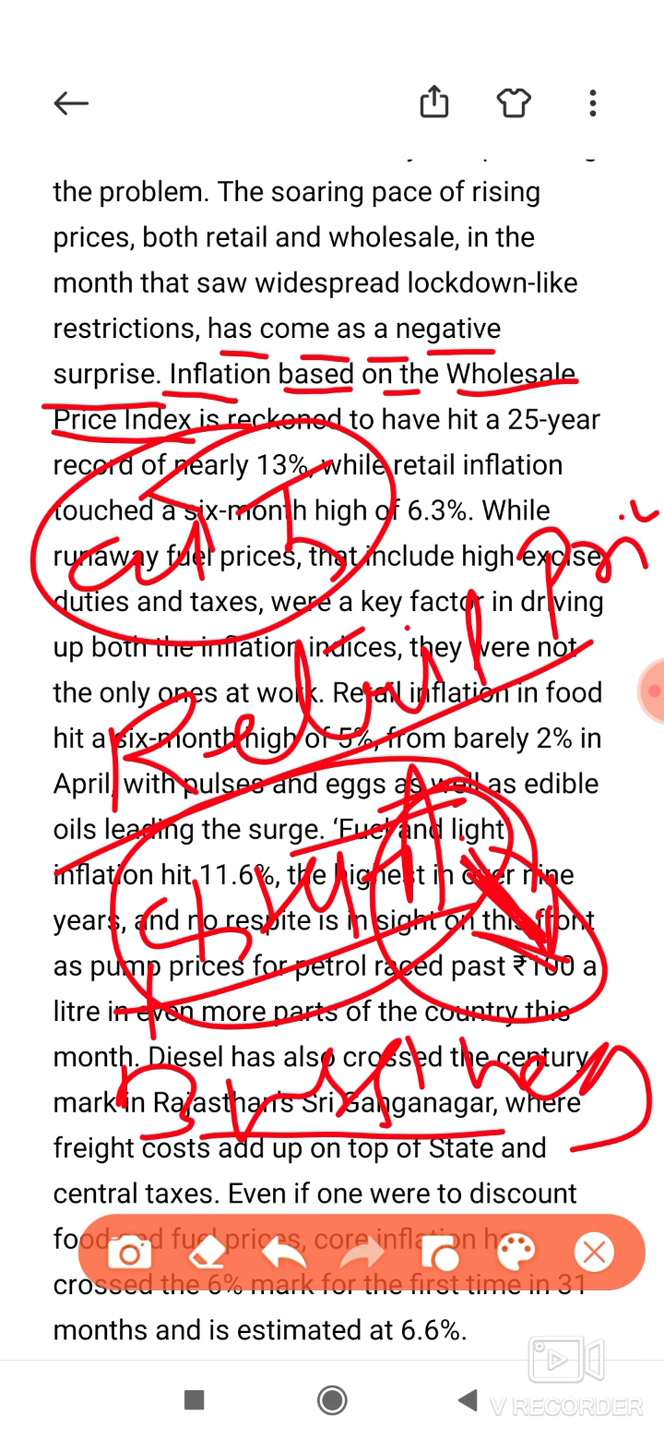 the problem. The soaring pace of rising
prices, both retail and wholesale, in the
month that saw widespread lockdown-like
restrictions, has come as a negative
surprise. Inflation based on the Wholesale
Price Index is reckoned to have hit a 25-year
record of nearly 13%, while retail inflation
touched a six-month high of 6.3%. While
runaway fuel prices, that include high excise
duties and taxes, were a key factor in driving
up both the inflation indices, they were not
the only ones at work. Retail inflation in food
hit a six-month high of 5%, from barely 2% in
April, with pulses and eggs as well as edible
oils leading the surge. ‘Fuel and light’
inflation hit 11.6%, the highest in over nine
years, and no respite is in sight on this front
as pump prices for petrol raced past ₹100 a
litre in even more parts of the country this
month. Diesel has also crossed the century
mark in Rajasthan's Sri Ganganagar, where
freight costs add up on top of State and
central taxes. Even if one were to discount
food and fuel prices, core inflation h
crossed the 6% mark for the first time in 31
months and is estimated at 6.6%.
Retail pri
V RECORDER